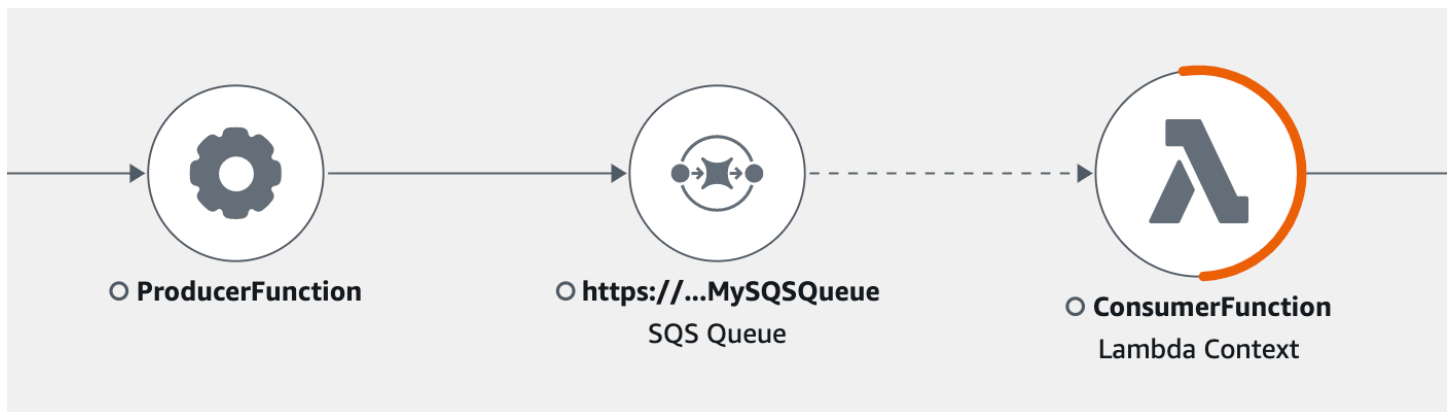 ProducerFunction
https://...MySQSQueue
SQS Queue
ConsumerFunction
Lambda Context